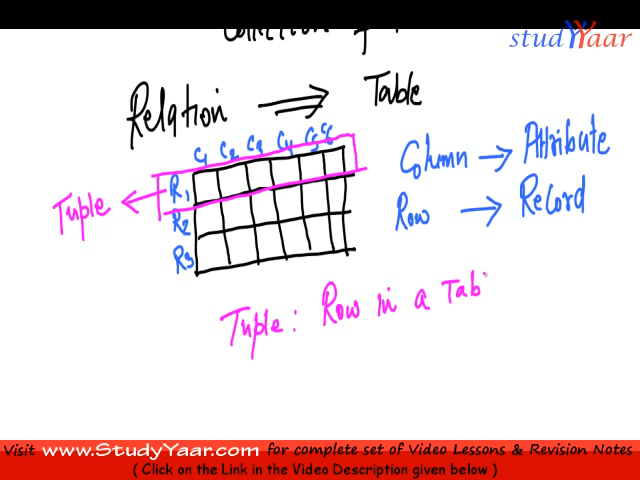 studYYaar
Relation ⟹ Table
C1 C2 C3 C4 C5 C6
Column → Attribute
R1
Tuple ←
R2
Row → Record
R3
Tuple: Row in a Tab
Visit www.StudyYaar.com for complete set of Video Lessons & Revision Notes
( Click on the Link in the Video Description given below )